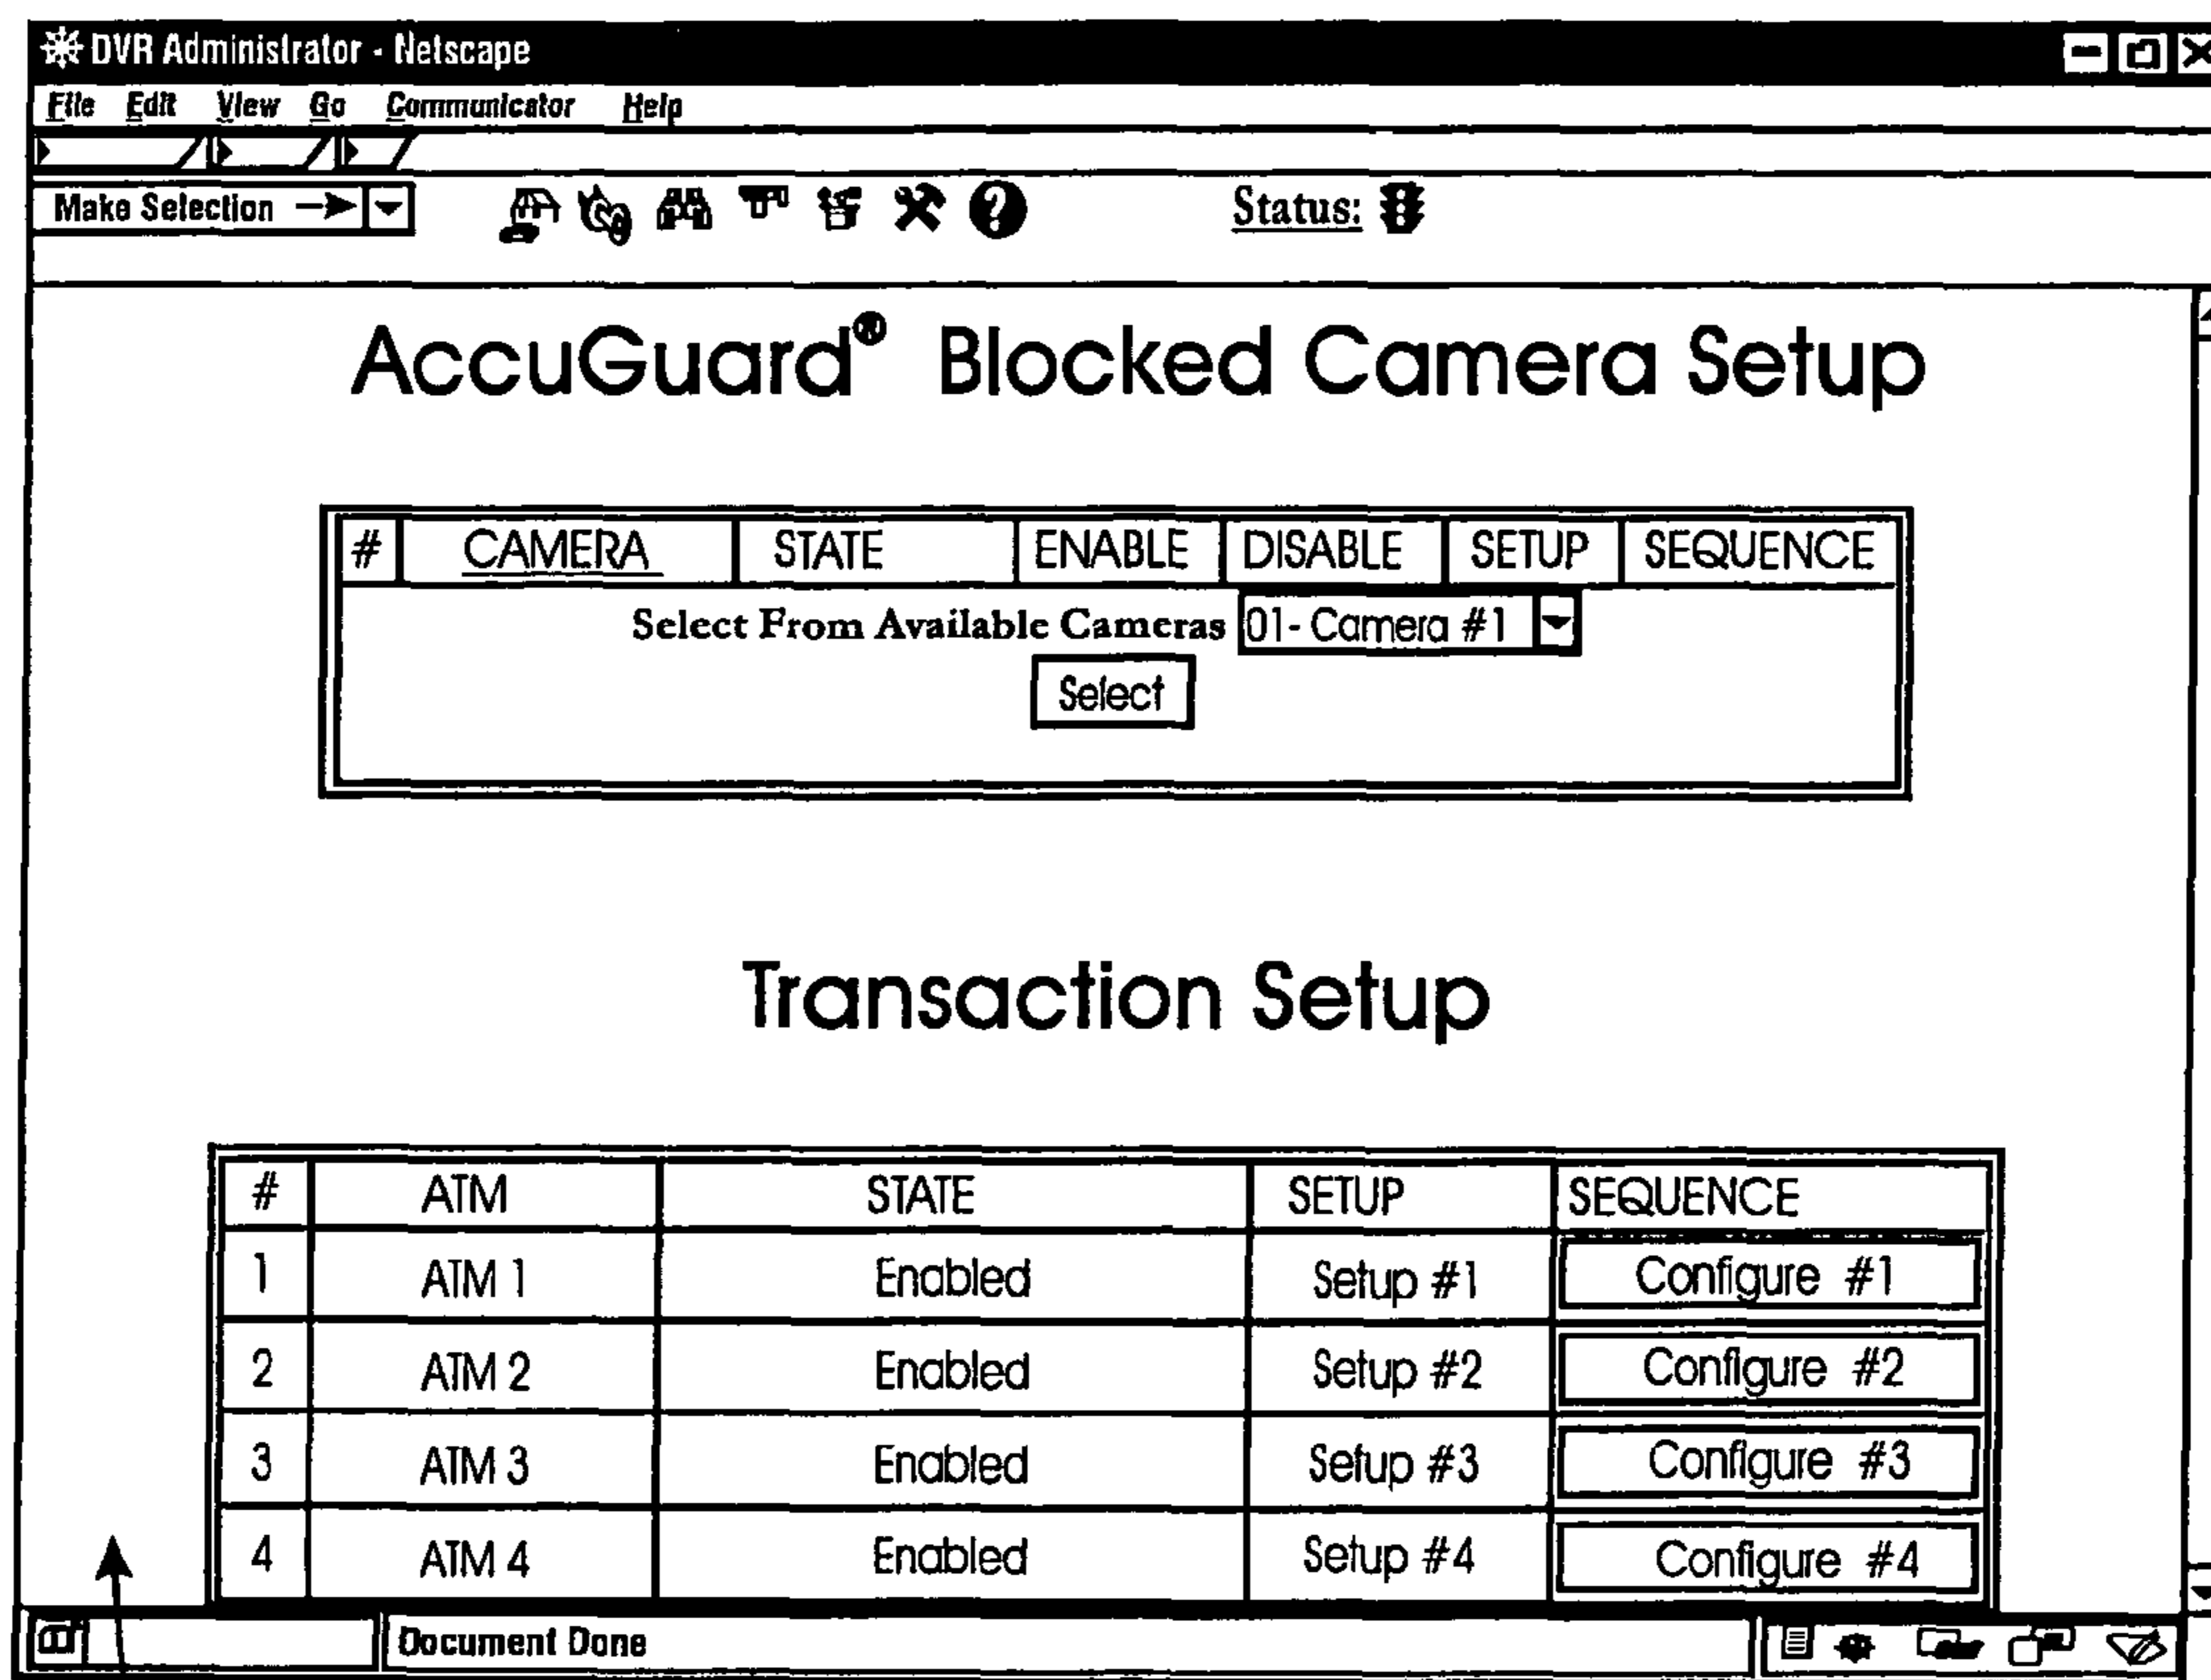 DVR Administrator - Netscape
File Edit View Go Communicator Help
Make Selection
Status:
AccuGuard® Blocked Camera Setup
# CAMERA STATE ENABLE DISABLE SETUP SEQUENCE
Select From Available Cameras 01- Camera #1
Select
Transaction Setup
# ATM STATE SETUP SEQUENCE
1 ATM 1 Enabled Setup #1 Configure #1
2 ATM 2 Enabled Setup #2 Configure #2
3 ATM 3 Enabled Setup #3 Configure #3
4 ATM 4 Enabled Setup #4 Configure #4
Document Done